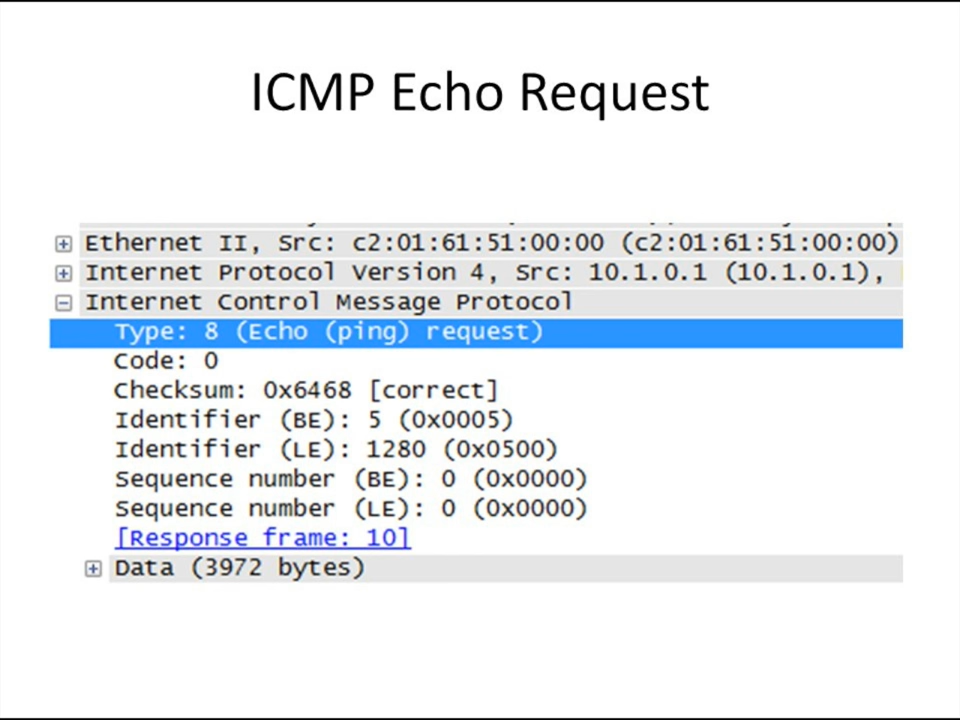 ICMP Echo Request
Ethernet II, Src: c2:01:61:51:00:00 (c2:01:61:51:00:00)
Internet Protocol Version 4, Src: 10.1.0.1 (10.1.0.1),
Internet Control Message Protocol
Type: 8 (Echo (ping) request)
Code: 0
Checksum: 0x6468 [correct]
Identifier (BE): 5 (0x0005)
Identifier (LE): 1280 (0x0500)
Sequence number (BE): 0 (0x0000)
Sequence number (LE): 0 (0x0000)
[Response frame: 10]
Data (3972 bytes)